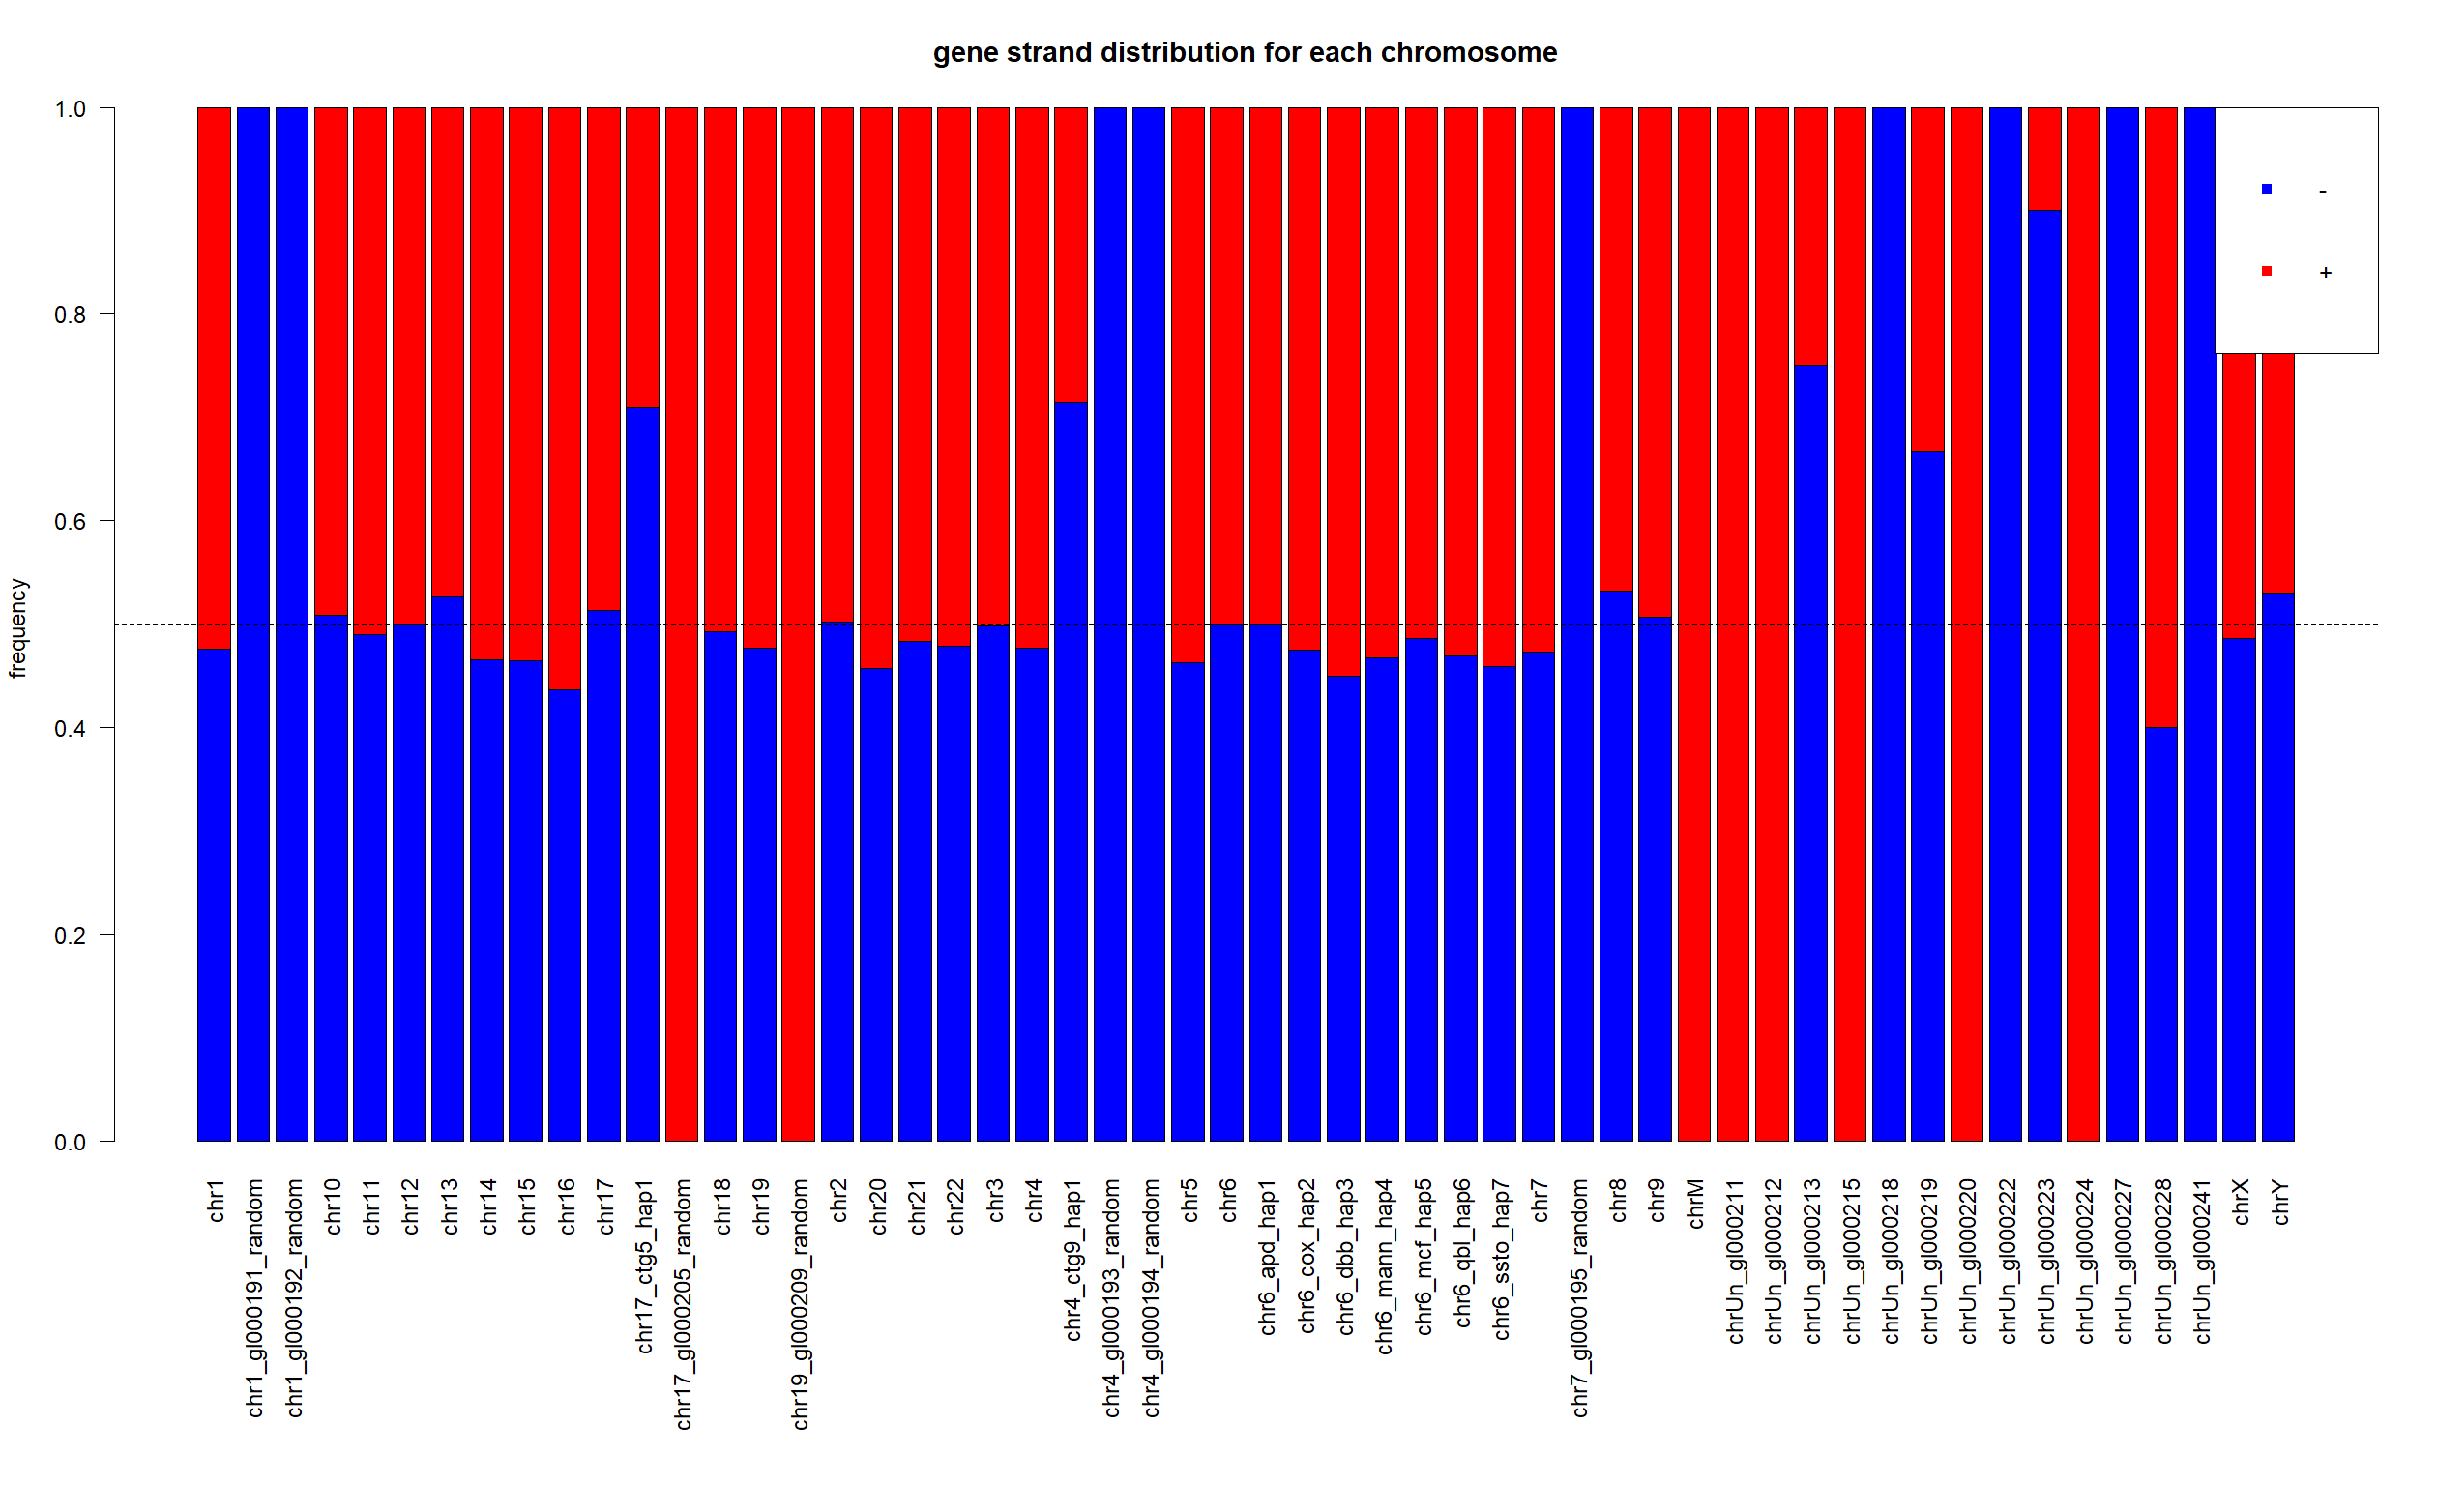 gene strand distribution for each chromosome
frequency
1.0
0.8
0.6
0.4
0.2
0.0
-
+
chr1
chr1_gl000191_random
chr1_gl000192_random
chr10
chr11
chr12
chr13
chr14
chr15
chr16
chr17
chr17_ctg5_hap1
chr17_gl000205_random
chr18
chr19
chr19_gl000209_random
chr2
chr20
chr21
chr22
chr3
chr4
chr4_ctg9_hap1
chr4_gl000193_random
chr4_gl000194_random
chr5
chr6
chr6_apd_hap1
chr6_cox_hap2
chr6_dbb_hap3
chr6_mann_hap4
chr6_mcf_hap5
chr6_qbl_hap6
chr6_ssto_hap7
chr7
chr7_gl000195_random
chr8
chr9
chrM
chrUn_gl000211
chrUn_gl000212
chrUn_gl000213
chrUn_gl000215
chrUn_gl000218
chrUn_gl000219
chrUn_gl000220
chrUn_gl000222
chrUn_gl000223
chrUn_gl000224
chrUn_gl000227
chrUn_gl000228
chrUn_gl000241
chrX
chrY